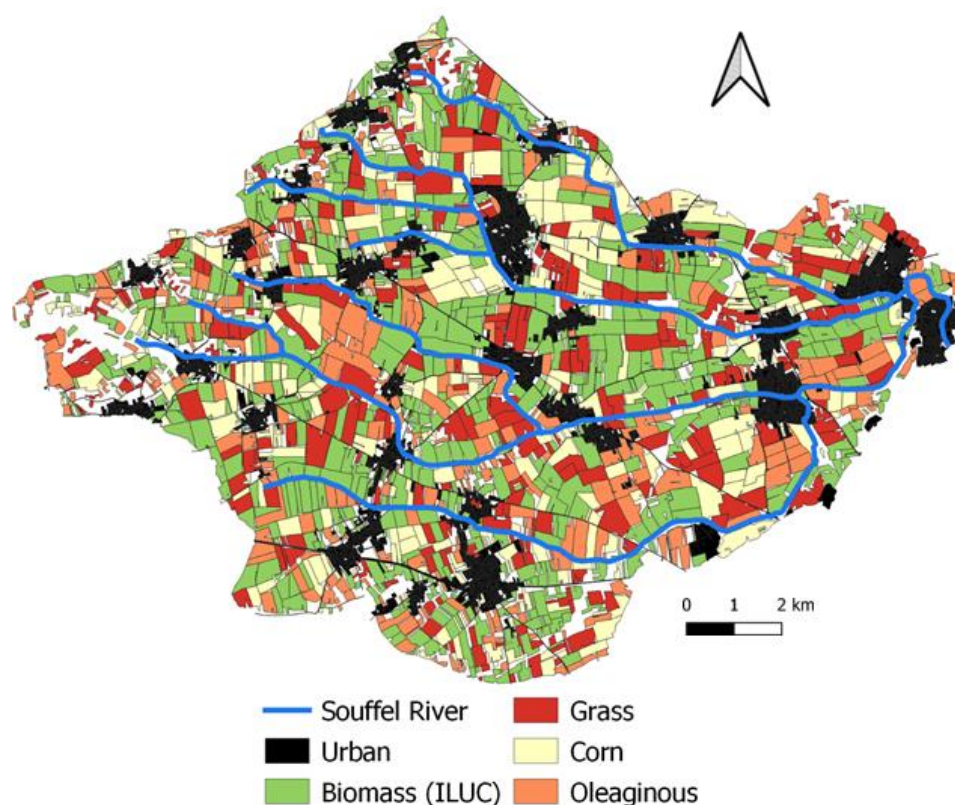 0 1 2 km
Souffel River
Grass
Urban
Corn
Biomass (ILUC)
Oleaginous